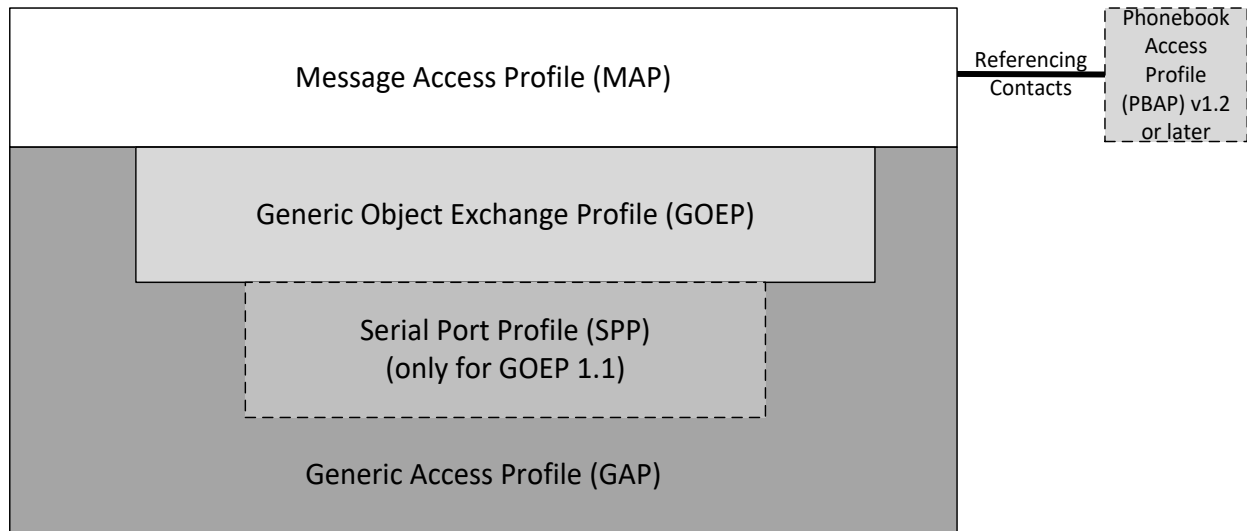 Message Access Profile (MAP)
Referencing
Contacts
Phonebook
Access
Profile
(PBAP) v1.2
or later
Generic Object Exchange Profile (GOEP)
Serial Port Profile (SPP)
(only for GOEP 1.1)
Generic Access Profile (GAP)